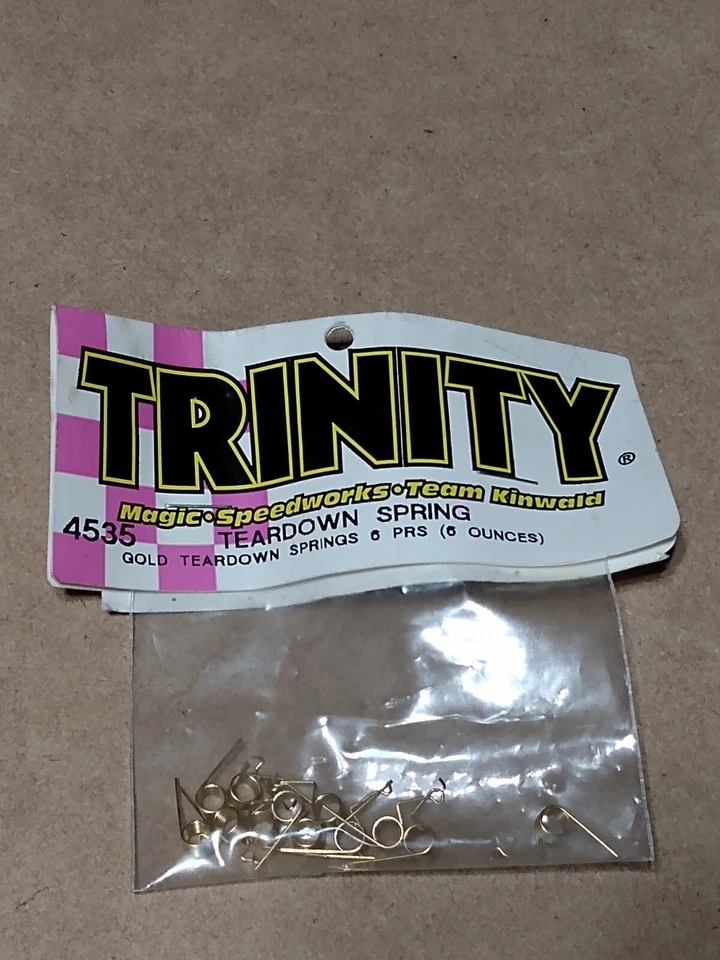 TRINITY®
Magic•Speedworks•Team Kinwald
4535 TEARDOWN SPRING
GOLD TEARDOWN SPRINGS 6 PRS (6 OUNCES)